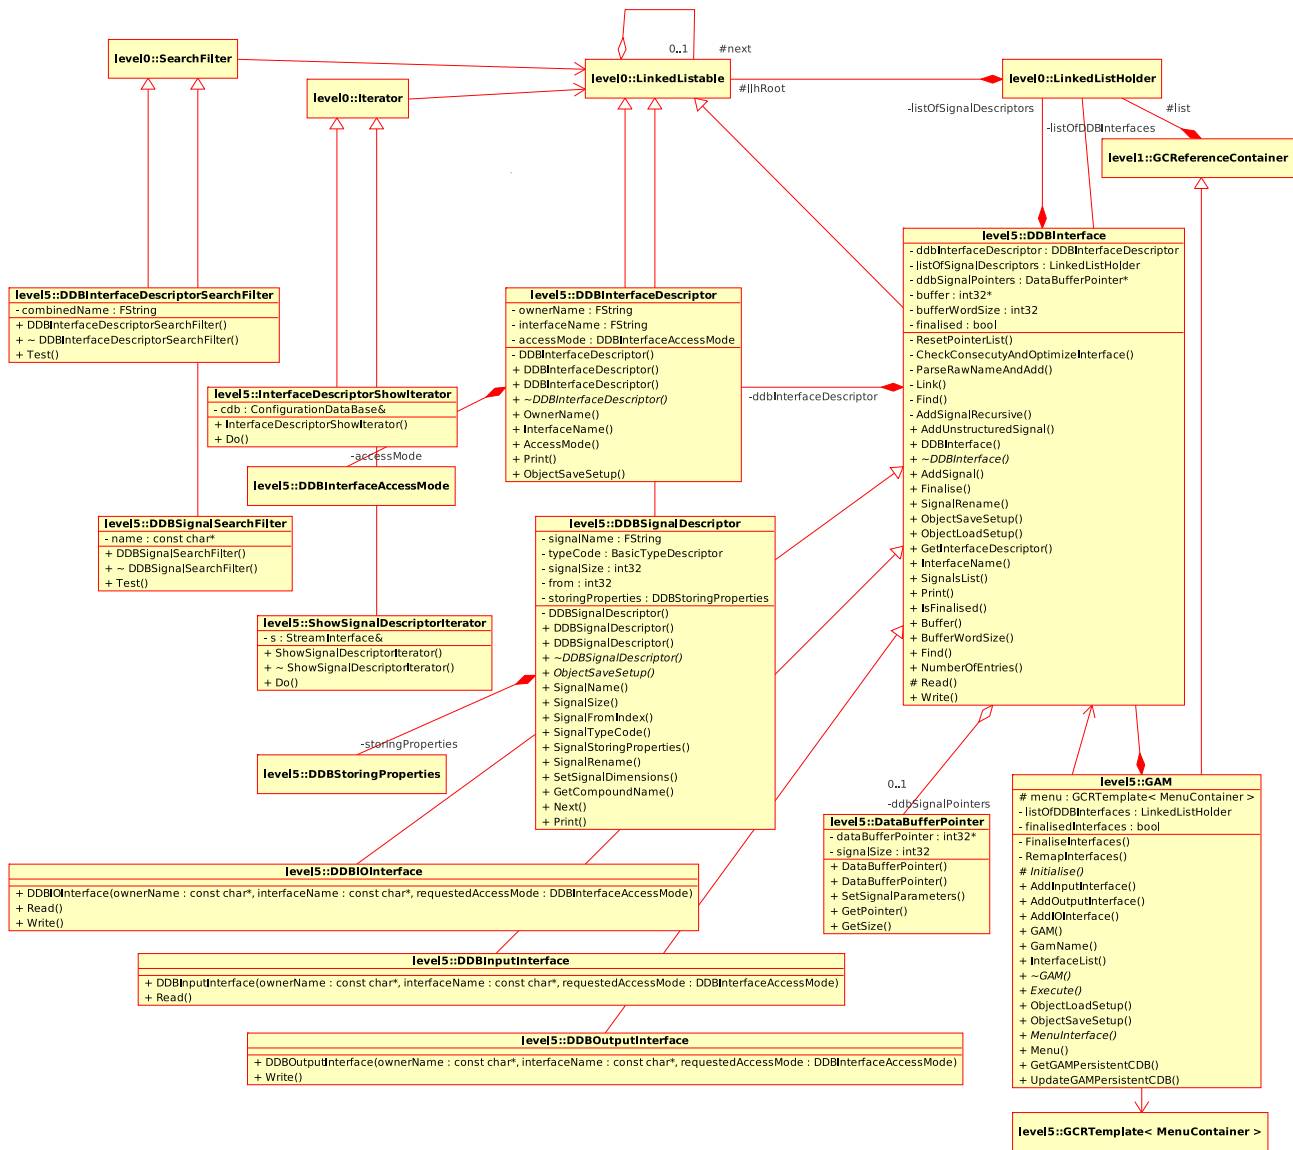 0..1
#next
level0::SearchFilter
level0::LinkedListable
level0::LinkedListHolder
#llhRoot
level0::Iterator
-listOfSignalDescriptors
#list
-listOfDDBInterfaces
level1::GCReferenceContainer
level5::DDBInterface
- ddbInterfaceDescriptor : DDBInterfaceDescriptor
- listOfSignalDescriptors : LinkedListHolder
- ddbSignalPointers : DataBufferPointer*
- buffer : int32*
- bufferWordSize : int32
- finalised : bool
- ResetPointerList()
- CheckConsecutyAndOptimizeInterface()
- ParseRawNameAndAdd()
- Link()
- Find()
- AddSignalRecursive()
+ AddUnstructuredSignal()
+ DDBInterface()
+ ~DDBInterface()
+ AddSignal()
+ Finalise()
+ SignalRename()
+ ObjectSaveSetup()
+ ObjectLoadSetup()
+ GetInterfaceDescriptor()
+ InterfaceName()
+ SignalsList()
+ Print()
+ IsFinalised()
+ Buffer()
+ BufferWordSize()
+ Find()
+ NumberOfEntries()
# Read()
+ Write()
level5::DDBInterfaceDescriptorSearchFilter
- combinedName : FString
+ DDBInterfaceDescriptorSearchFilter()
+ ~ DDBInterfaceDescriptorSearchFilter()
+ Test()
level5::DDBInterfaceDescriptor
- ownerName : FString
- interfaceName : FString
- accessMode : DDBInterfaceAccessMode
- DDBInterfaceDescriptor()
+ DDBInterfaceDescriptor()
+ DDBInterfaceDescriptor()
+ ~DDBInterfaceDescriptor()
+ OwnerName()
+ InterfaceName()
+ AccessMode()
+ Print()
+ ObjectSaveSetup()
-ddbInterfaceDescriptor
level5::InterfaceDescriptorShowIterator
- cdb : ConfigurationDataBase&
+ InterfaceDescriptorShowIterator()
+ Do()
-accessMode
level5::DDBInterfaceAccessMode
level5::DDBSignalSearchFilter
- name : const char*
+ DDBSignalSearchFilter()
+ ~ DDBSignalSearchFilter()
+ Test()
level5::DDBSignalDescriptor
- signalName : FString
- typeCode : BasicTypeDescriptor
- signalSize : int32
- from : int32
- storingProperties : DDBStoringProperties
- DDBSignalDescriptor()
+ DDBSignalDescriptor()
+ DDBSignalDescriptor()
+ ~DDBSignalDescriptor()
+ ObjectSaveSetup()
+ SignalName()
+ SignalSize()
+ SignalFromIndex()
+ SignalTypeCode()
+ SignalStoringProperties()
+ SignalRename()
+ SetSignalDimensions()
+ GetCompoundName()
+ Next()
+ Print()
level5::ShowSignalDescriptorIterator
- s : StreamInterface&
+ ShowSignalDescriptorIterator()
+ ~ ShowSignalDescriptorIterator()
+ Do()
-storingProperties
level5::DDBStoringProperties
0..1
-ddbSignalPointers
level5::DataBufferPointer
- dataBufferPointer : int32*
- signalSize : int32
+ DataBufferPointer()
+ DataBufferPointer()
+ SetSignalParameters()
+ GetPointer()
+ GetSize()
level5::GAM
# menu : GCRTemplate< MenuContainer >
- listOfDDBInterfaces : LinkedListHolder
- finalisedInterfaces : bool
- FinaliseInterfaces()
- RemapInterfaces()
# Initialise()
+ AddInputInterface()
+ AddOutputInterface()
+ AddIOInterface()
+ GAM()
+ GamName()
+ InterfaceList()
+ ~GAM()
+ Execute()
+ ObjectLoadSetup()
+ ObjectSaveSetup()
+ MenuInterface()
+ Menu()
+ GetGAMPersistentCDB()
+ UpdateGAMPersistentCDB()
level5::DDBIOInterface
+ DDBIOInterface(ownerName : const char*, interfaceName : const char*, requestedAccessMode : DDBInterfaceAccessMode)
+ Read()
+ Write()
level5::DDBInputInterface
+ DDBInputInterface(ownerName : const char*, interfaceName : const char*, requestedAccessMode : DDBInterfaceAccessMode)
+ Read()
level5::DDBOutputInterface
+ DDBOutputInterface(ownerName : const char*, interfaceName : const char*, requestedAccessMode : DDBInterfaceAccessMode)
+ Write()
level5::GCRTemplate< MenuContainer >